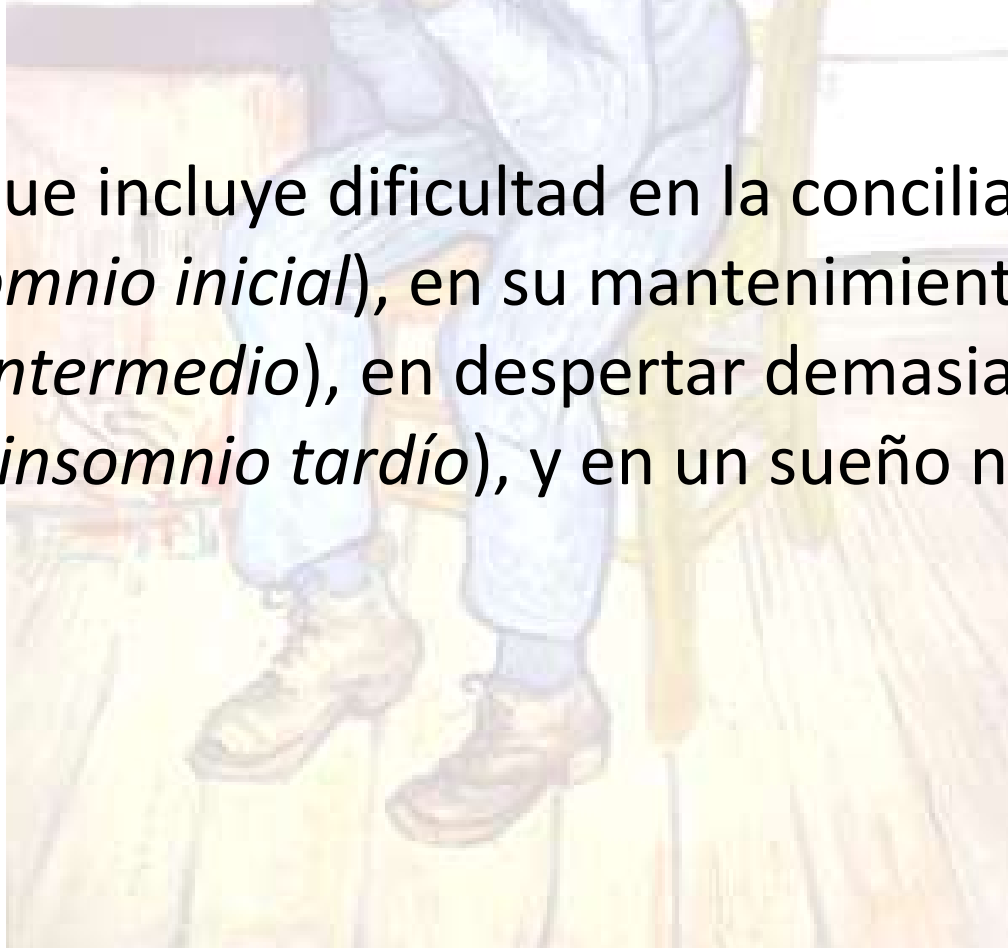 ue incluye dificultad en la concilia
omnio inicial), en su mantenimient
ntermedio), en despertar demasia
insomnio tardío), y en un sueño n